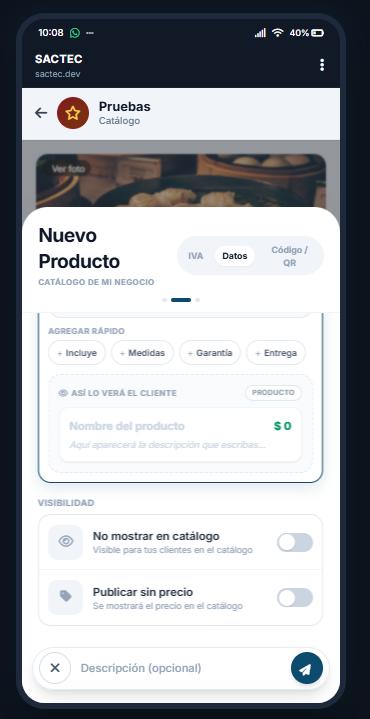 10:08
40%
SACTEC
sactec.dev
Pruebas
Catálogo
Ver foto
Nuevo
Producto
CATÁLOGO DE MI NEGOCIO
IVA
Datos
Código /
QR
AGREGAR RÁPIDO
+ Incluye
+ Medidas
+ Garantía
+ Entrega
ASÍ LO VERÁ EL CLIENTE
PRODUCTO
Nombre del producto
$ 0
Aquí aparecerá la descripción que escribas...
VISIBILIDAD
No mostrar en catálogo
Visible para tus clientes en el catálogo
Publicar sin precio
Se mostrará el precio en el catálogo
Descripción (opcional)